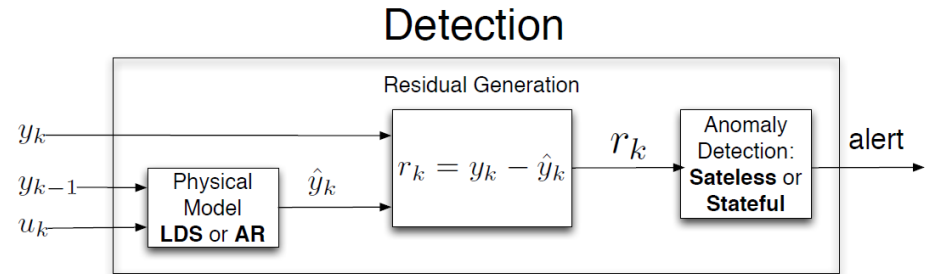 Detection
Residual Generation
y_k
y_{k-1}
u_k
Physical
Model
LDS or AR
ŷ_k
r_k = y_k - ŷ_k
r_k
Anomaly
Detection:
Sateless or
Stateful
alert